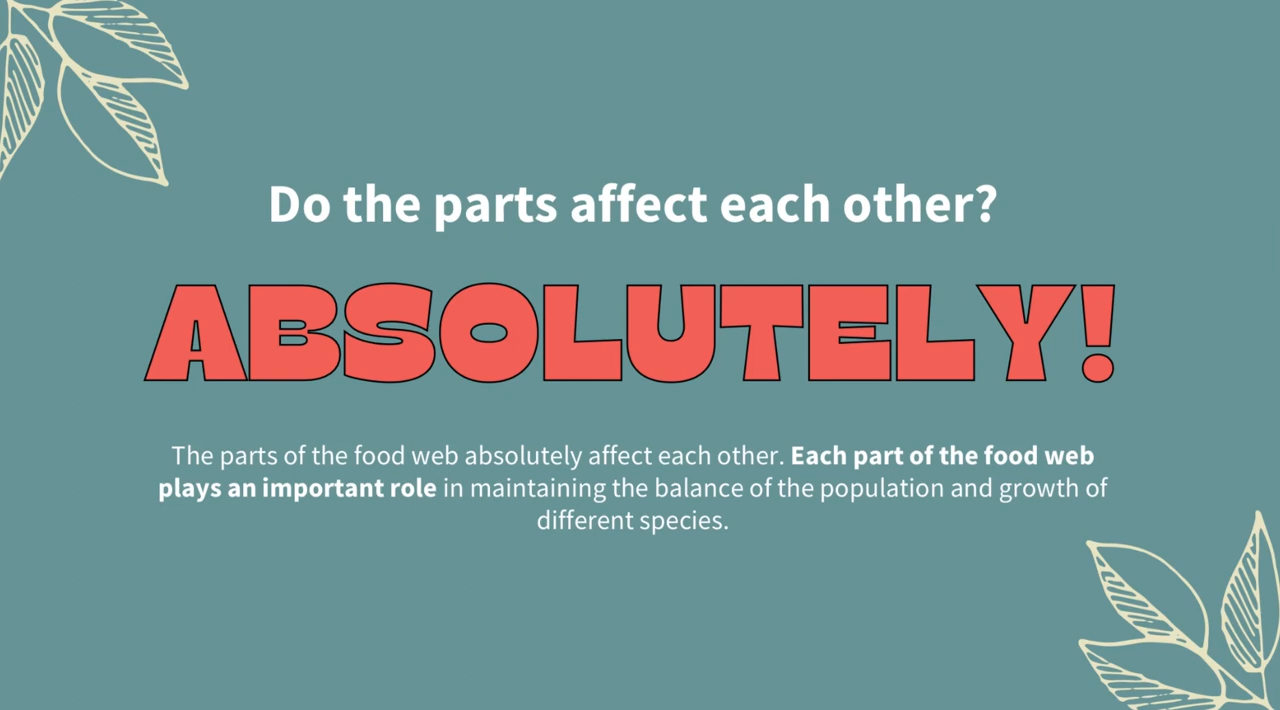 Do the parts affect each other?
ABSOLUTELY!
The parts of the food web absolutely affect each other. Each part of the food web
plays an important role in maintaining the balance of the population and growth of
different species.